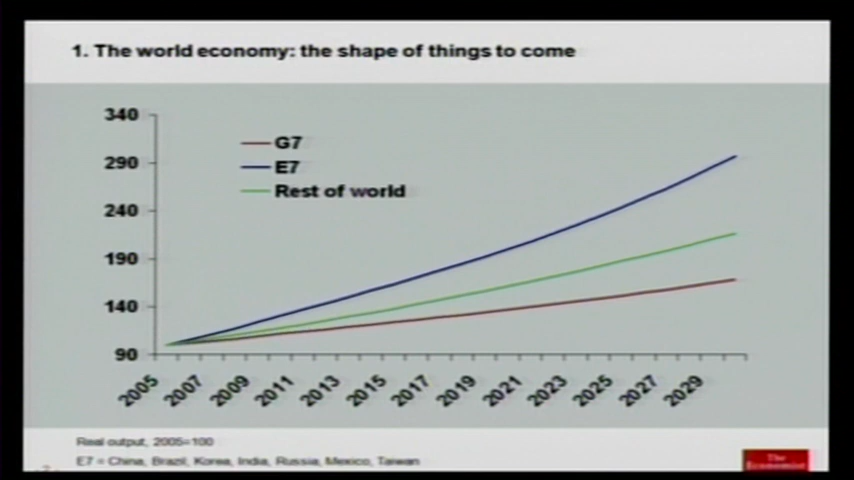 1. The world economy: the shape of things to come
340
290
240
190
140
90
G7
E7
Rest of world
2005
2007
2009
2011
2013
2015
2017
2019
2021
2023
2025
2027
2029
Real output, 2005=100
E7 = China, Brazil, Korea, India, Russia, Mexico, Taiwan
The
Economist